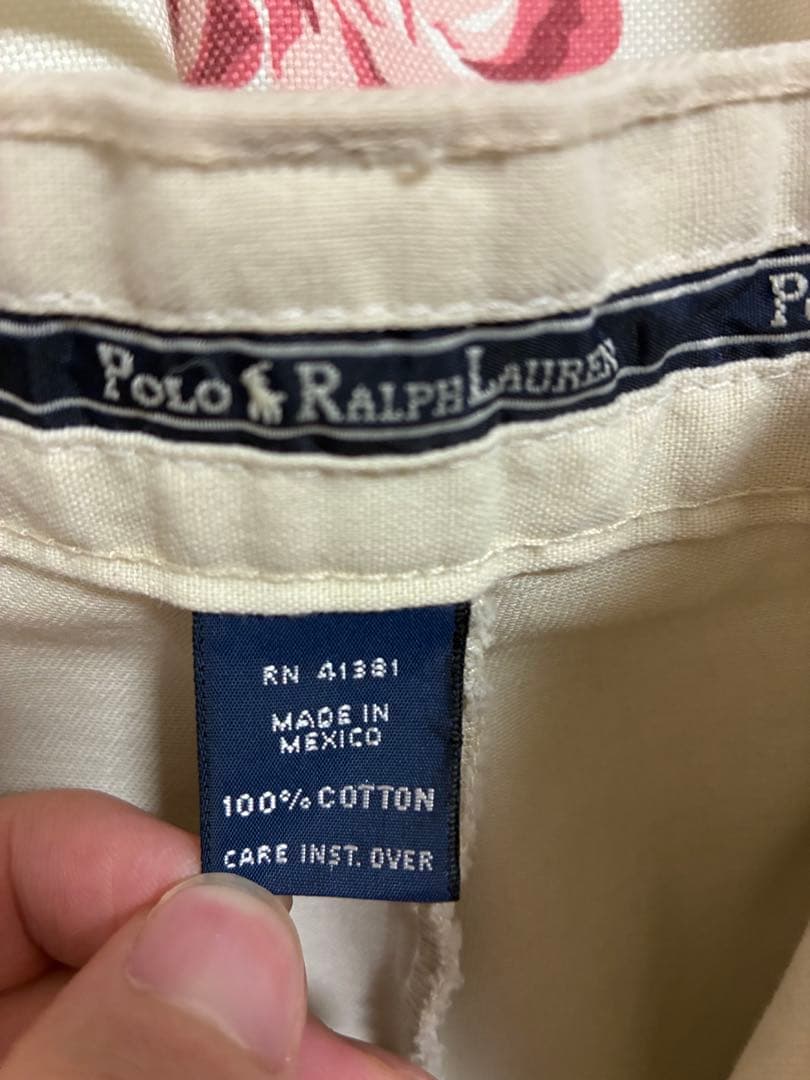 POLO RALPH LAUREN P
RN 41381
MADE IN
MEXICO
100% COTTON
CARE INST. OVER